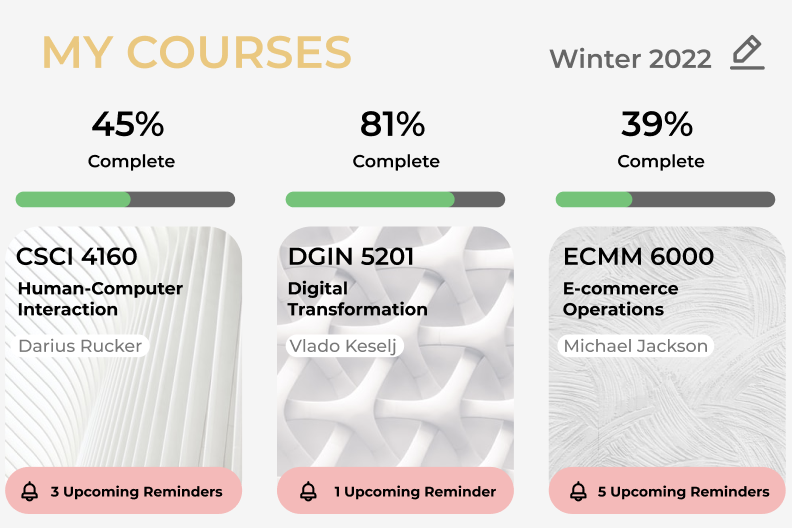 MY COURSES
Winter 2022
45%
Complete
81%
Complete
39%
Complete
CSCI 4160
Human-Computer
Interaction
Darius Rucker
3 Upcoming Reminders
DGIN 5201
Digital
Transformation
Vlado Keselj
1 Upcoming Reminder
ECMM 6000
E-commerce
Operations
Michael Jackson
5 Upcoming Reminders